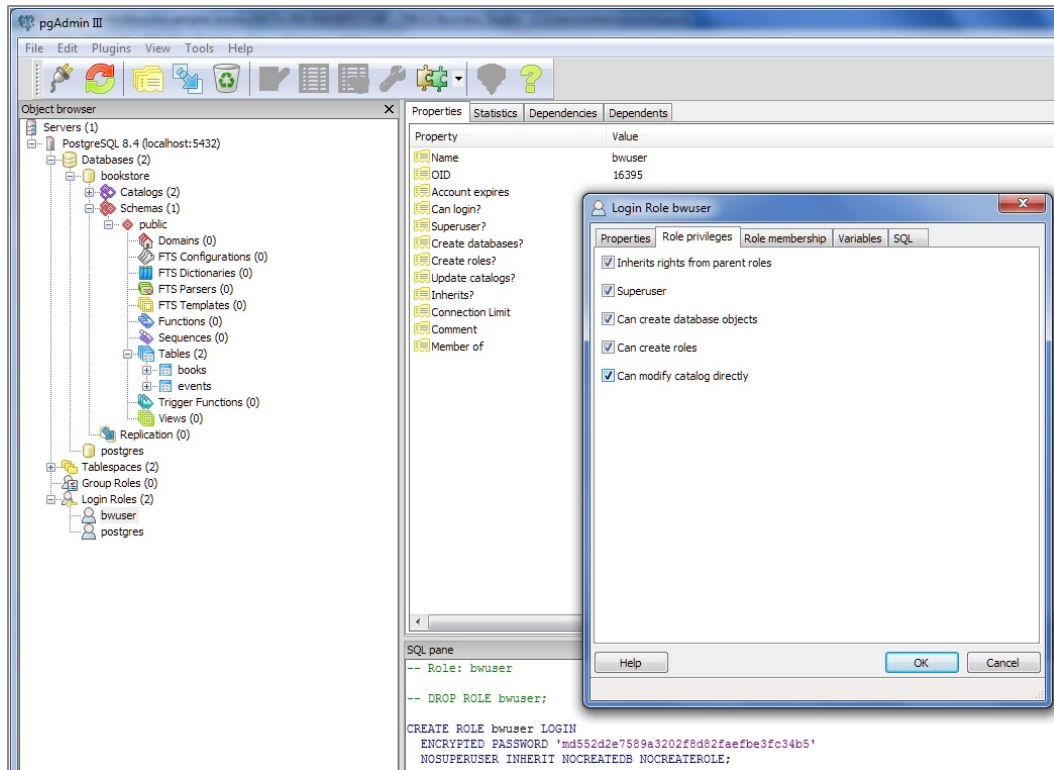 pgAdmin III
File Edit Plugins View Tools Help
Object browser
Servers (1)
PostgreSQL 8.4 (localhost:5432)
Databases (2)
bookstore
Catalogs (2)
Schemas (1)
public
Domains (0)
FTS Configurations (0)
FTS Dictionaries (0)
FTS Parsers (0)
FTS Templates (0)
Functions (0)
Sequences (0)
Tables (2)
books
events
Trigger Functions (0)
Views (0)
Replication (0)
postgres
Tablespaces (2)
Group Roles (0)
Login Roles (2)
bwuser
postgres
Properties Statistics Dependencies Dependents
Property Value
Name bwuser
OID 16395
Account expires
Can login?
Superuser?
Create databases?
Create roles?
Update catalogs?
Inherits?
Connection Limit
Comment
Member of
Login Role bwuser
Properties Role privileges Role membership Variables SQL
Inherits rights from parent roles
Superuser
Can create database objects
Can create roles
Can modify catalog directly
Help OK Cancel
SQL pane
-- Role: bwuser
-- DROP ROLE bwuser;
CREATE ROLE bwuser LOGIN
ENCRYPTED PASSWORD 'md552d2e7589a3202f8d82faefbe3fc34b5'
NOSUPERUSER INHERIT NOCREATEDB NOCREATEROLE;